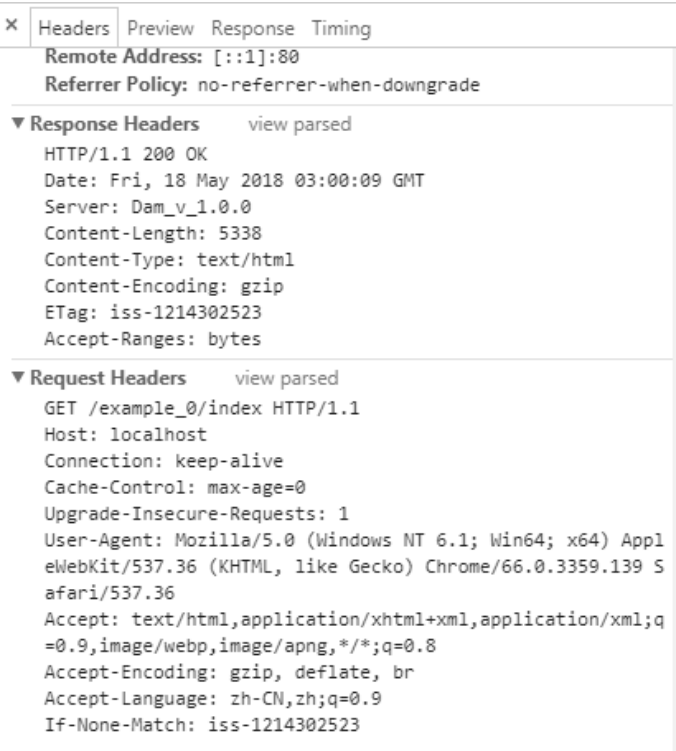 × Headers Preview Response Timing
Remote Address: [::1]:80
Referrer Policy: no-referrer-when-downgrade
▼ Response Headers view parsed
HTTP/1.1 200 OK
Date: Fri, 18 May 2018 03:00:09 GMT
Server: Dam_v_1.0.0
Content-Length: 5338
Content-Type: text/html
Content-Encoding: gzip
ETag: iss-1214302523
Accept-Ranges: bytes
▼ Request Headers view parsed
GET /example_0/index HTTP/1.1
Host: localhost
Connection: keep-alive
Cache-Control: max-age=0
Upgrade-Insecure-Requests: 1
User-Agent: Mozilla/5.0 (Windows NT 6.1; Win64; x64) Appl
eWebKit/537.36 (KHTML, like Gecko) Chrome/66.0.3359.139 S
afari/537.36
Accept: text/html,application/xhtml+xml,application/xml;q
=0.9,image/webp,image/apng,*/*;q=0.8
Accept-Encoding: gzip, deflate, br
Accept-Language: zh-CN,zh;q=0.9
If-None-Match: iss-1214302523